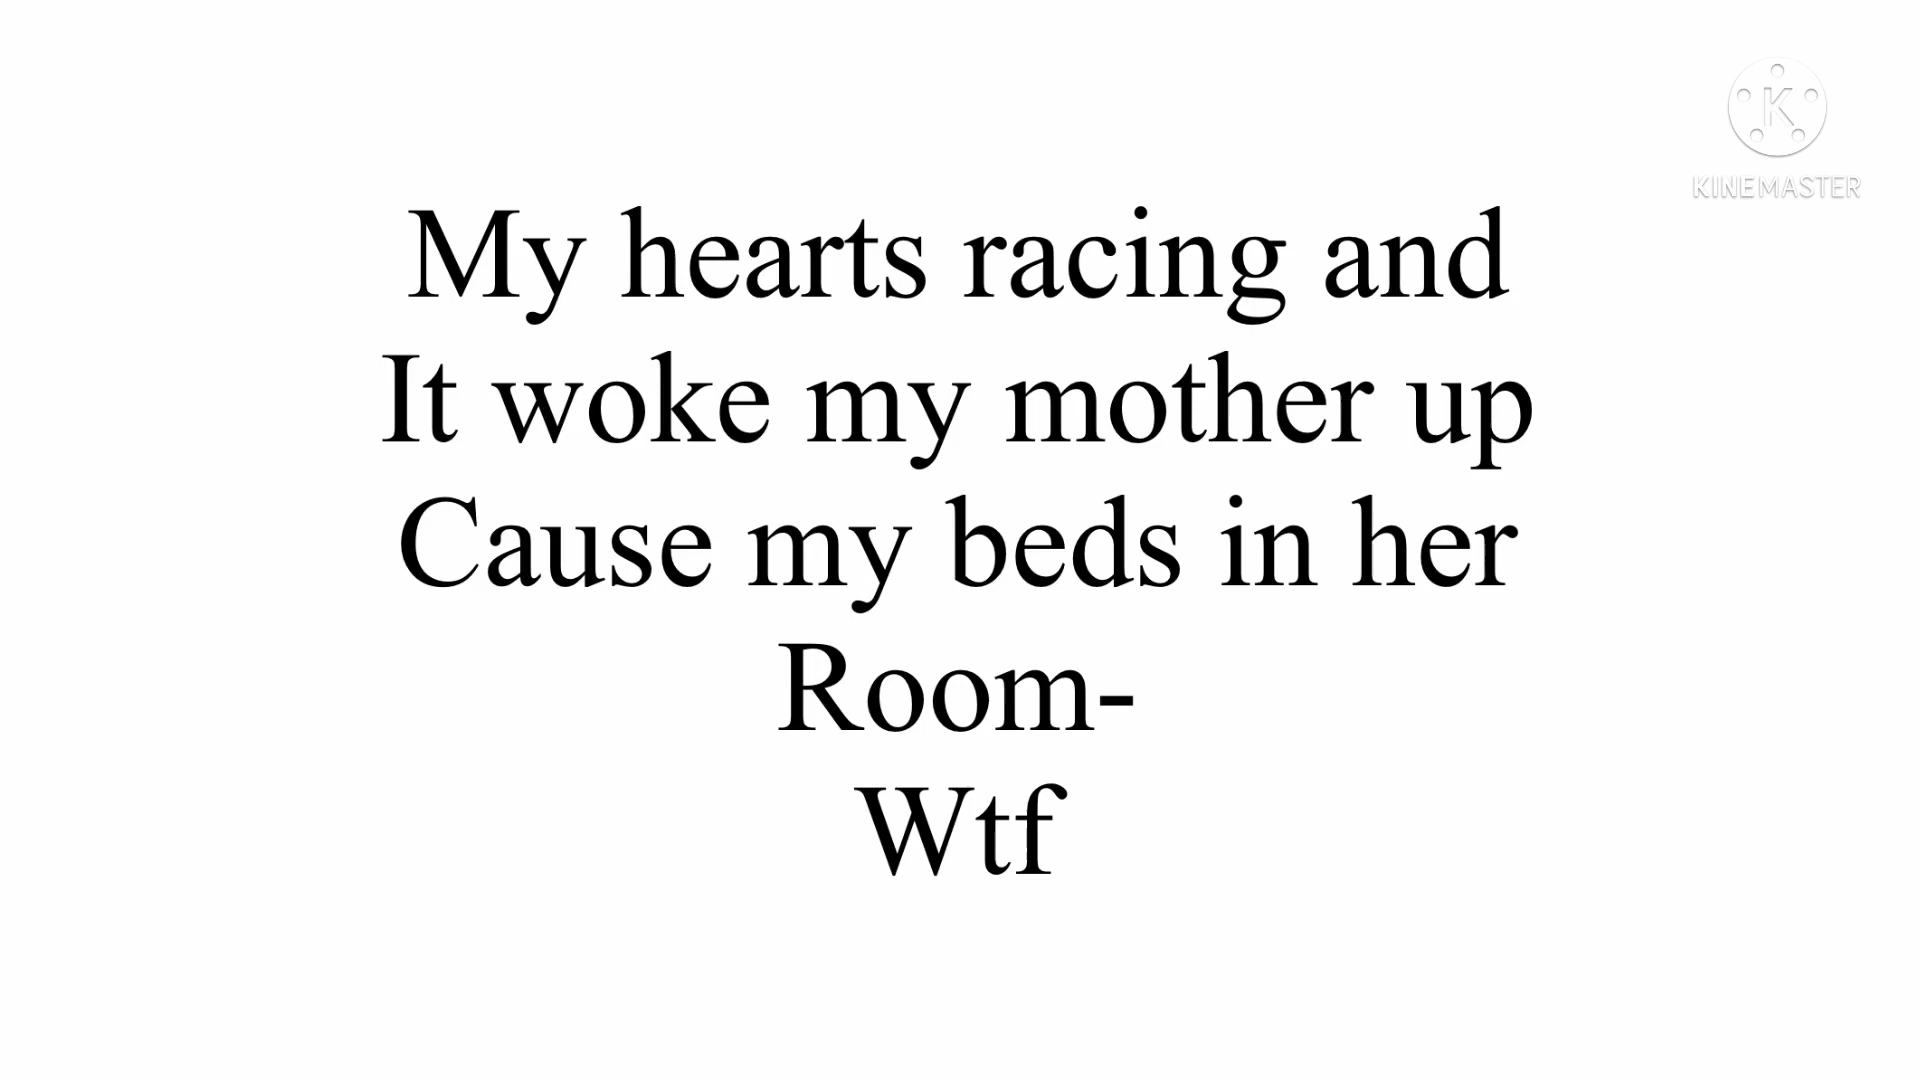 K
KINEMASTER
My hearts racing and
It woke my mother up
Cause my beds in her
Room-
Wtf